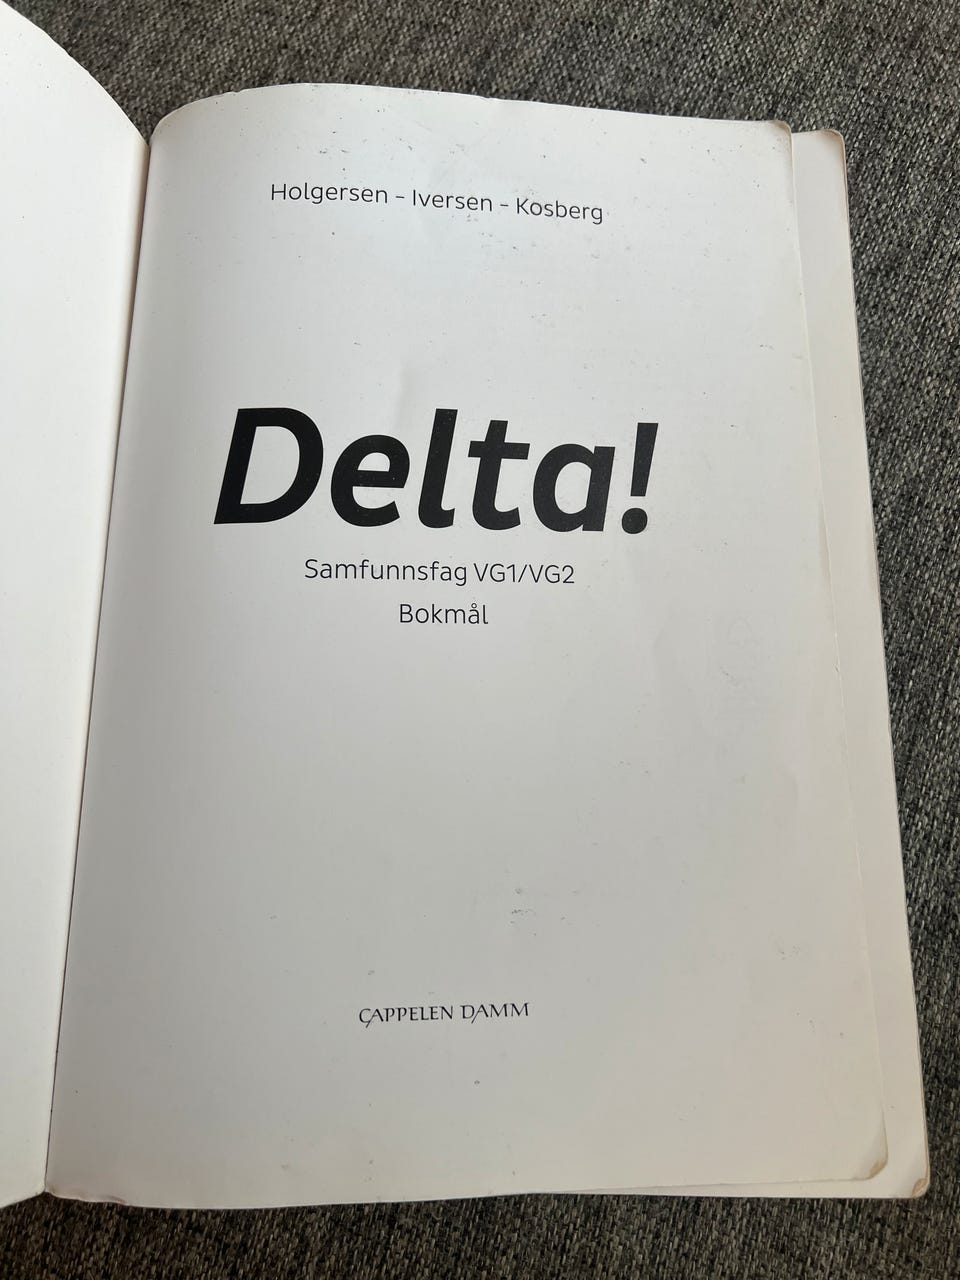 Holgersen – Iversen – Kosberg
Delta!
Samfunnsfag VG1/VG2
Bokmål
CAPPELEN DAMM